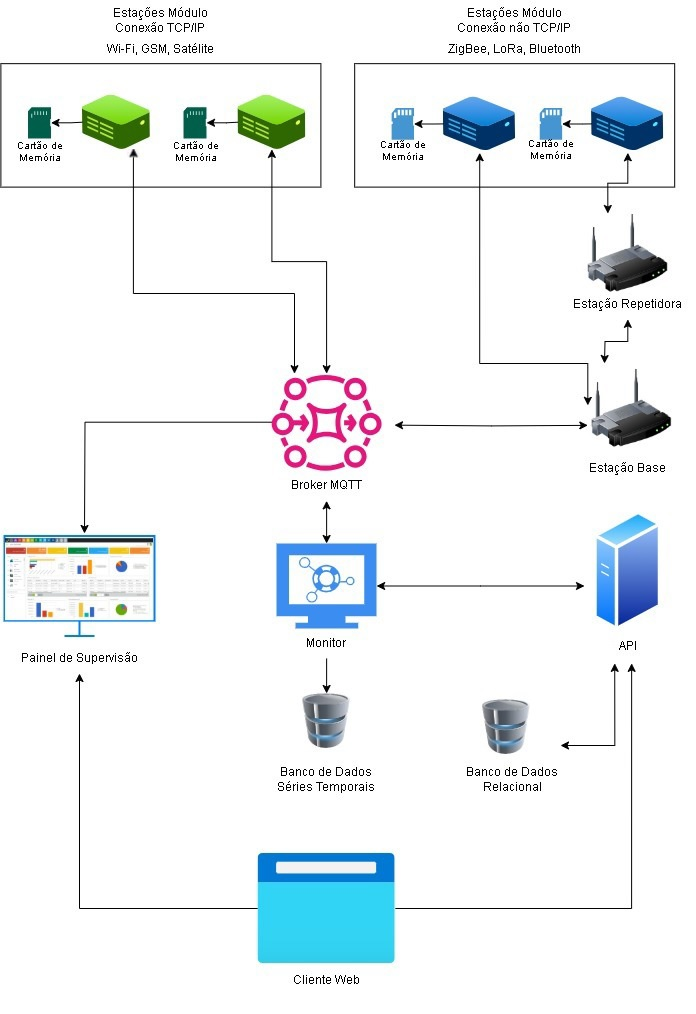 Estações Módulo
Conexão TCP/IP
Wi-Fi, GSM, Satélite
Estações Módulo
Conexão não TCP/IP
ZigBee, LoRa, Bluetooth
Cartão de
Memória
Cartão de
Memória
Cartão de
Memória
Cartão de
Memória
Estação Repetidora
Estação Base
Broker MQTT
Painel de Supervisão
Monitor
API
Banco de Dados
Séries Temporais
Banco de Dados
Relacional
Cliente Web